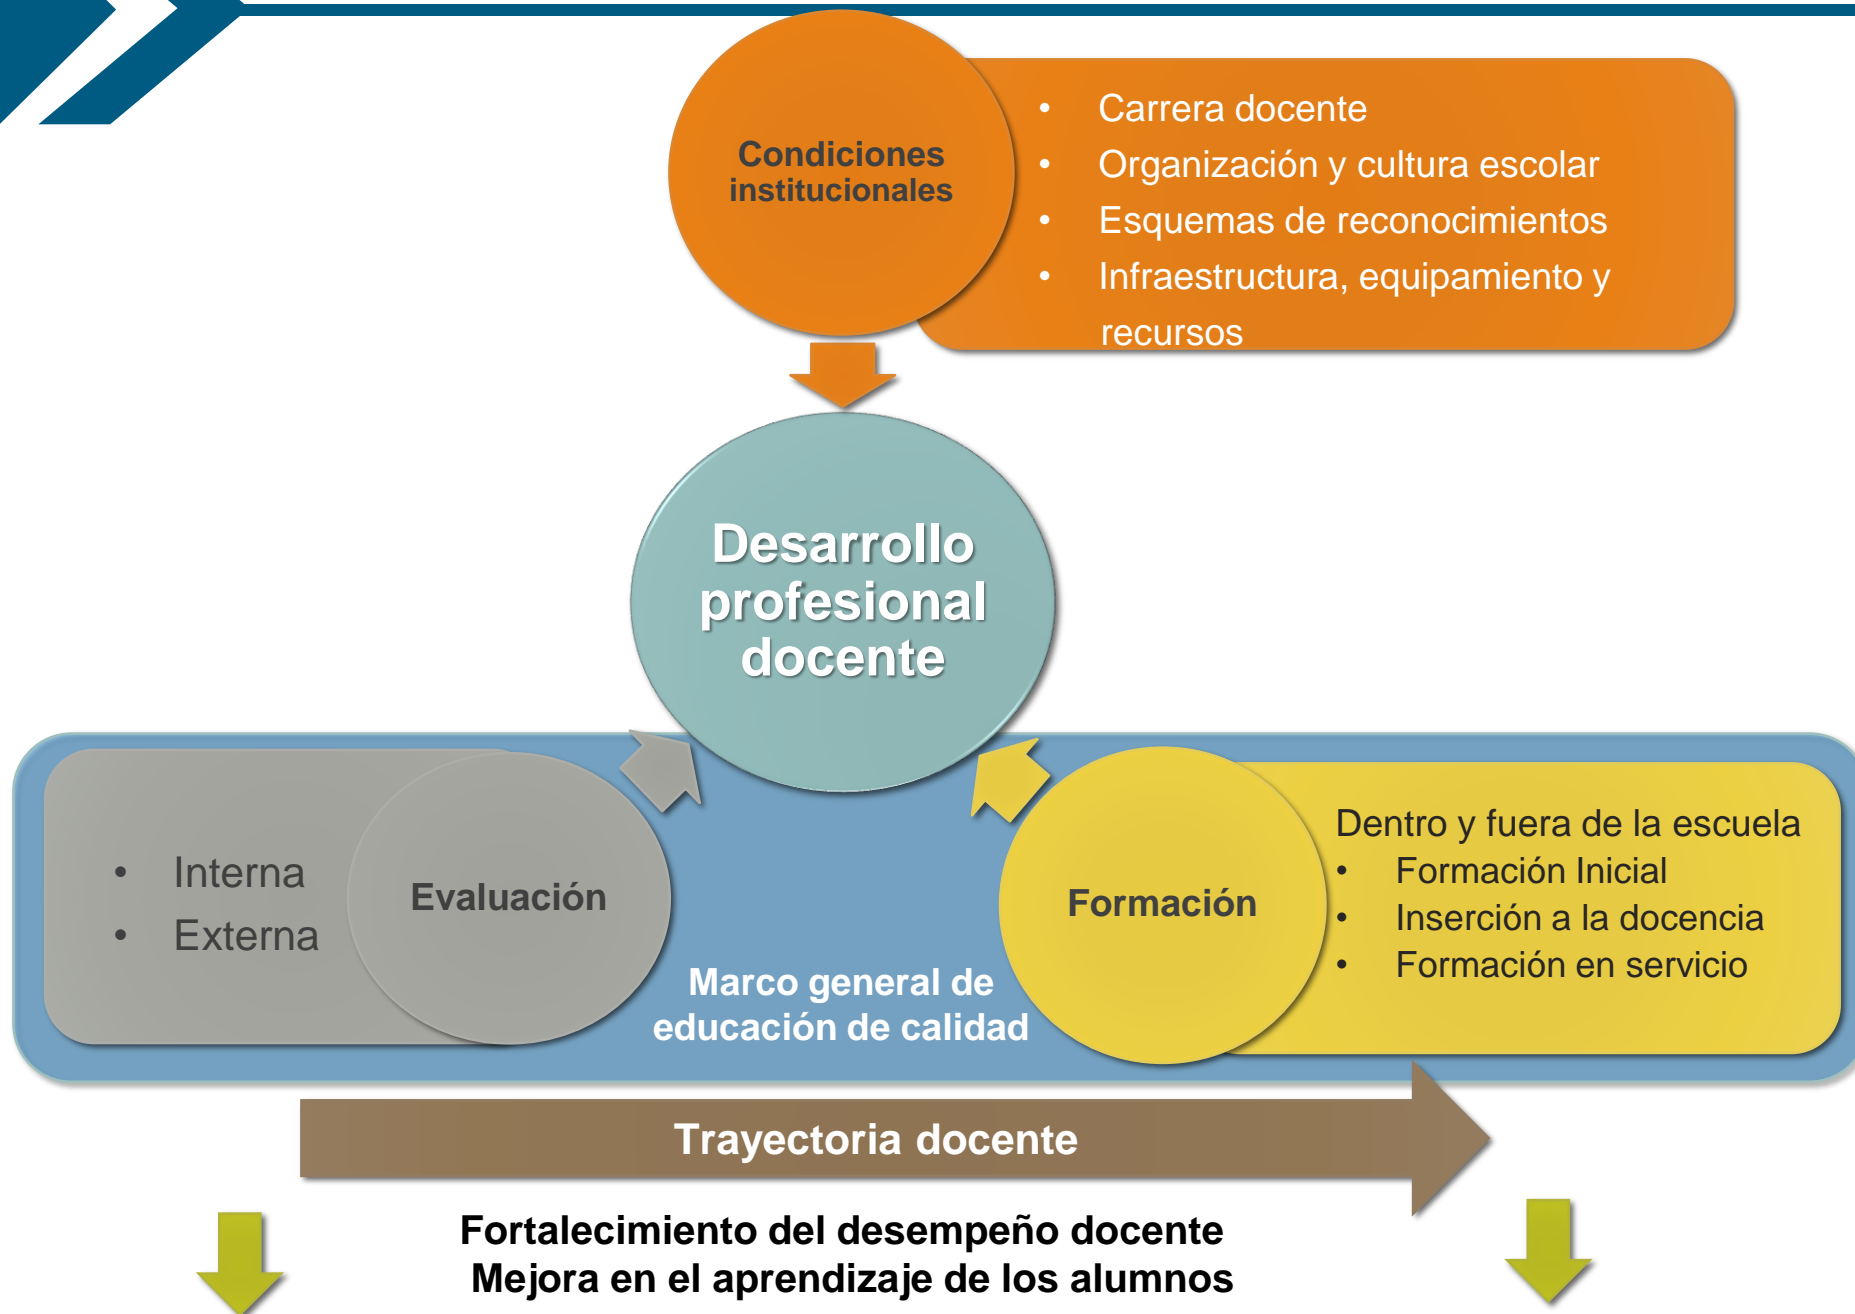 Condiciones
institucionales
• Carrera docente
• Organización y cultura escolar
• Esquemas de reconocimientos
• Infraestructura, equipamiento y
recursos
Desarrollo
profesional
docente
• Interna
• Externa
Evaluación
Marco general de
educación de calidad
Formación
Dentro y fuera de la escuela
• Formación Inicial
• Inserción a la docencia
• Formación en servicio
Trayectoria docente
Fortalecimiento del desempeño docente
Mejora en el aprendizaje de los alumnos